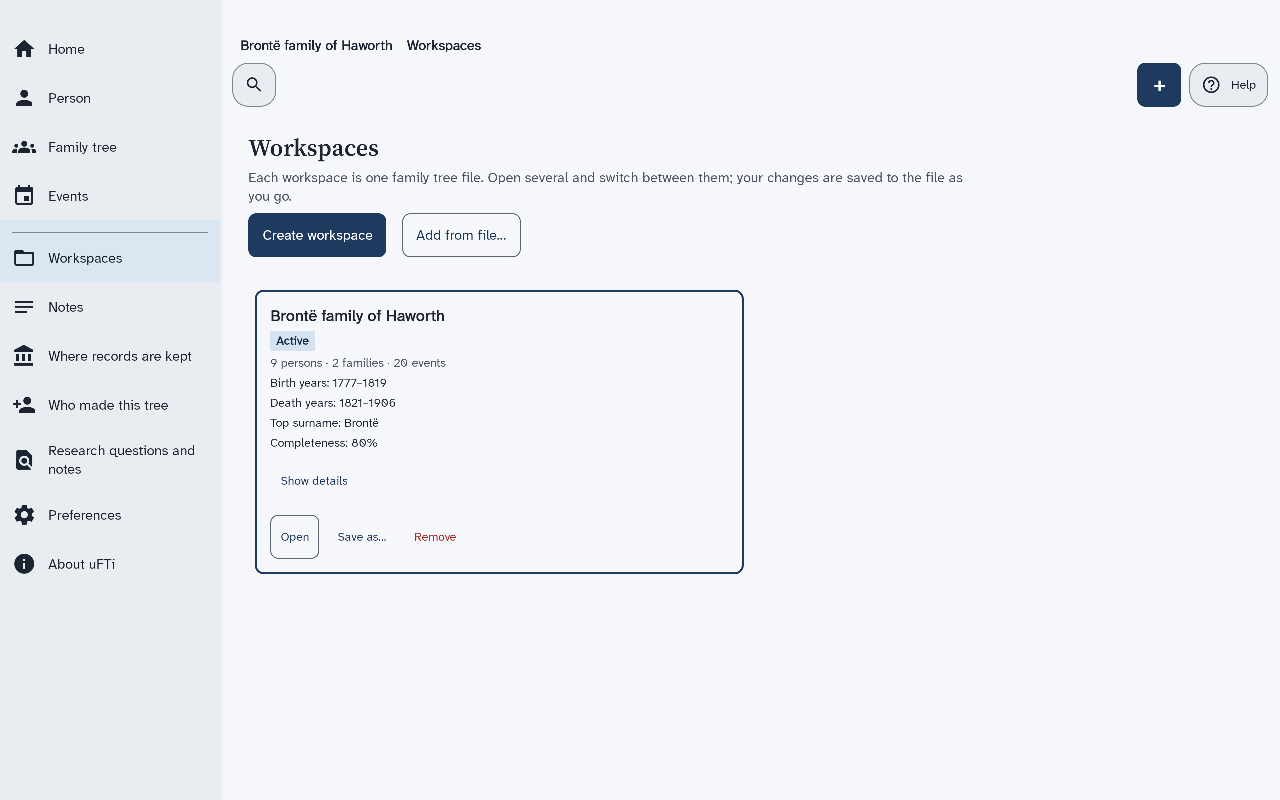 Home
Person
Family tree
Events
Workspaces
Notes
Where records are kept
Who made this tree
Research questions and
notes
Preferences
About uFTi
Brontë family of Haworth Workspaces
+
Help
Workspaces
Each workspace is one family tree file. Open several and switch between them; your changes are saved to the file as
you go.
Create workspace Add from file...
Brontë family of Haworth
Active
9 persons · 2 families · 20 events
Birth years: 1777–1819
Death years: 1821–1906
Top surname: Brontë
Completeness: 80%
Show details
Open Save as... Remove